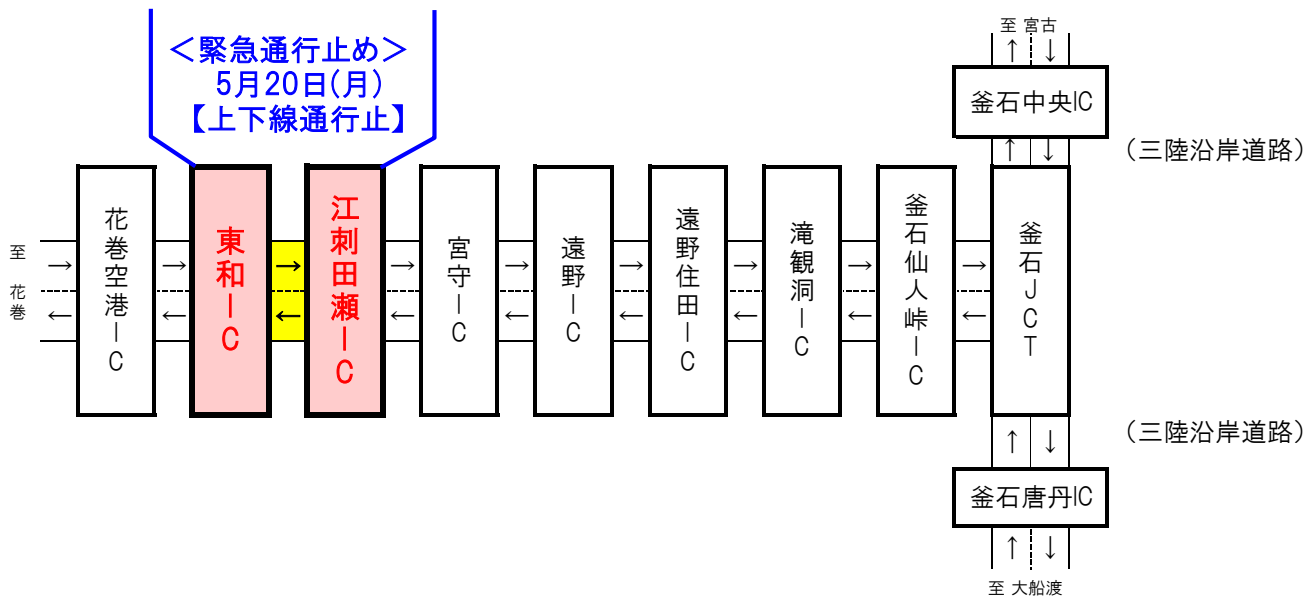 至 宮古
↑ ↓
釜石中央IC
↑ ↓
(三陸沿岸道路)
<緊急通行止め>
5月20日(月)
【上下線通行止】
至 花巻
→
←
花巻空港IC
→
←
東和IC
→
←
江刺田瀬IC
→
←
宮守IC
→
←
遠野IC
→
←
遠野住田IC
→
←
滝観洞IC
→
←
釜石仙人峠IC
→
←
釜石JCT
↑ ↓
(三陸沿岸道路)
釜石唐丹IC
↑ ↓
至 大船渡